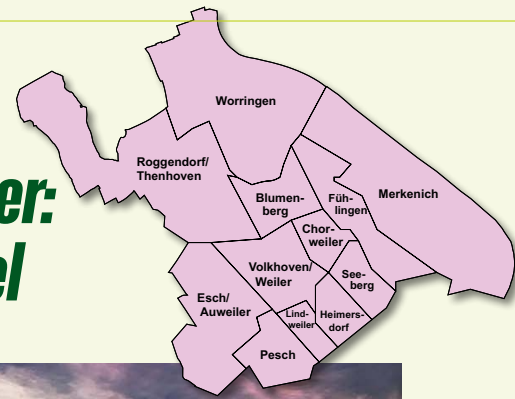 Worringen
Roggendorf/
Thenhoven
Merkenich
Blumen-
berg
Füh-
lingen
Chor-
weiler
er:
el
Volkhoven/
Weiler
See-
berg
Esch/
Auweiler
Lind-
weiler
Heimers-
dorf
Pesch